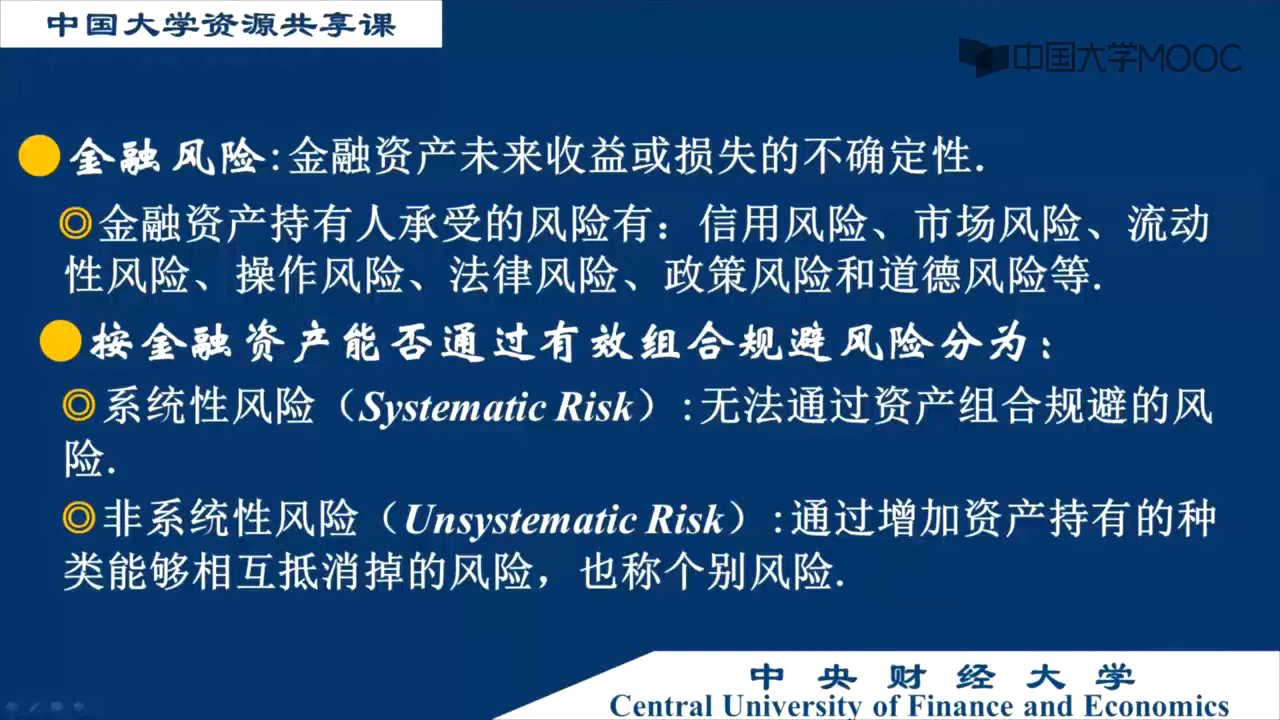 中国大学资源共享课
中国大学MOOC
金融风险:金融资产未来收益或损失的不确定性.
◎金融资产持有人承受的风险有：信用风险、市场风险、流动
性风险、操作风险、法律风险、政策风险和道德风险等.
按金融资产能否通过有效组合规避风险分为：
◎系统性风险（Systematic Risk）:无法通过资产组合规避的风
险.
◎非系统性风险（Unsystematic Risk）:通过增加资产持有的种
类能够相互抵消掉的风险，也称个别风险.
中央财经大学
Central University of Finance and Economics